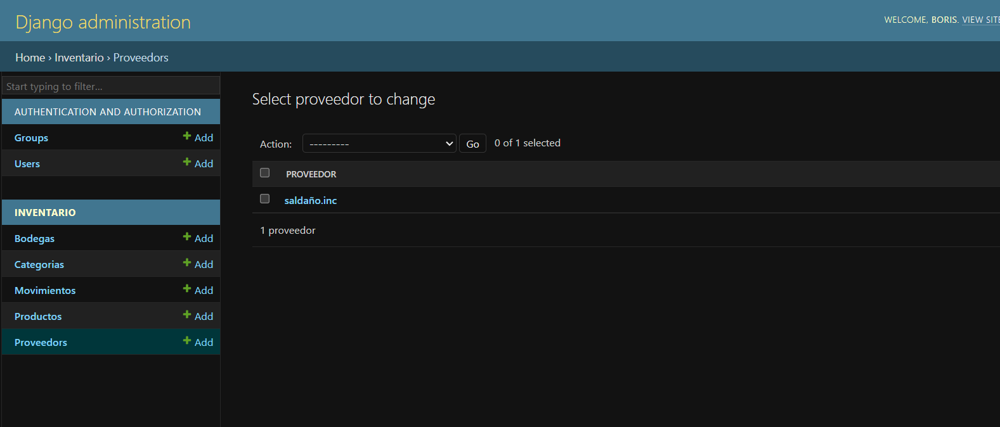 Django administration
WELCOME, BORIS. VIEW SITE
Home › Inventario › Proveedors
Start typing to filter...
AUTHENTICATION AND AUTHORIZATION
Groups Add
Users Add
INVENTARIO
Bodegas Add
Categorias Add
Movimientos Add
Productos Add
Proveedors Add
Select proveedor to change
Action: --------- Go 0 of 1 selected
PROVEEDOR
saldaño.inc
1 proveedor